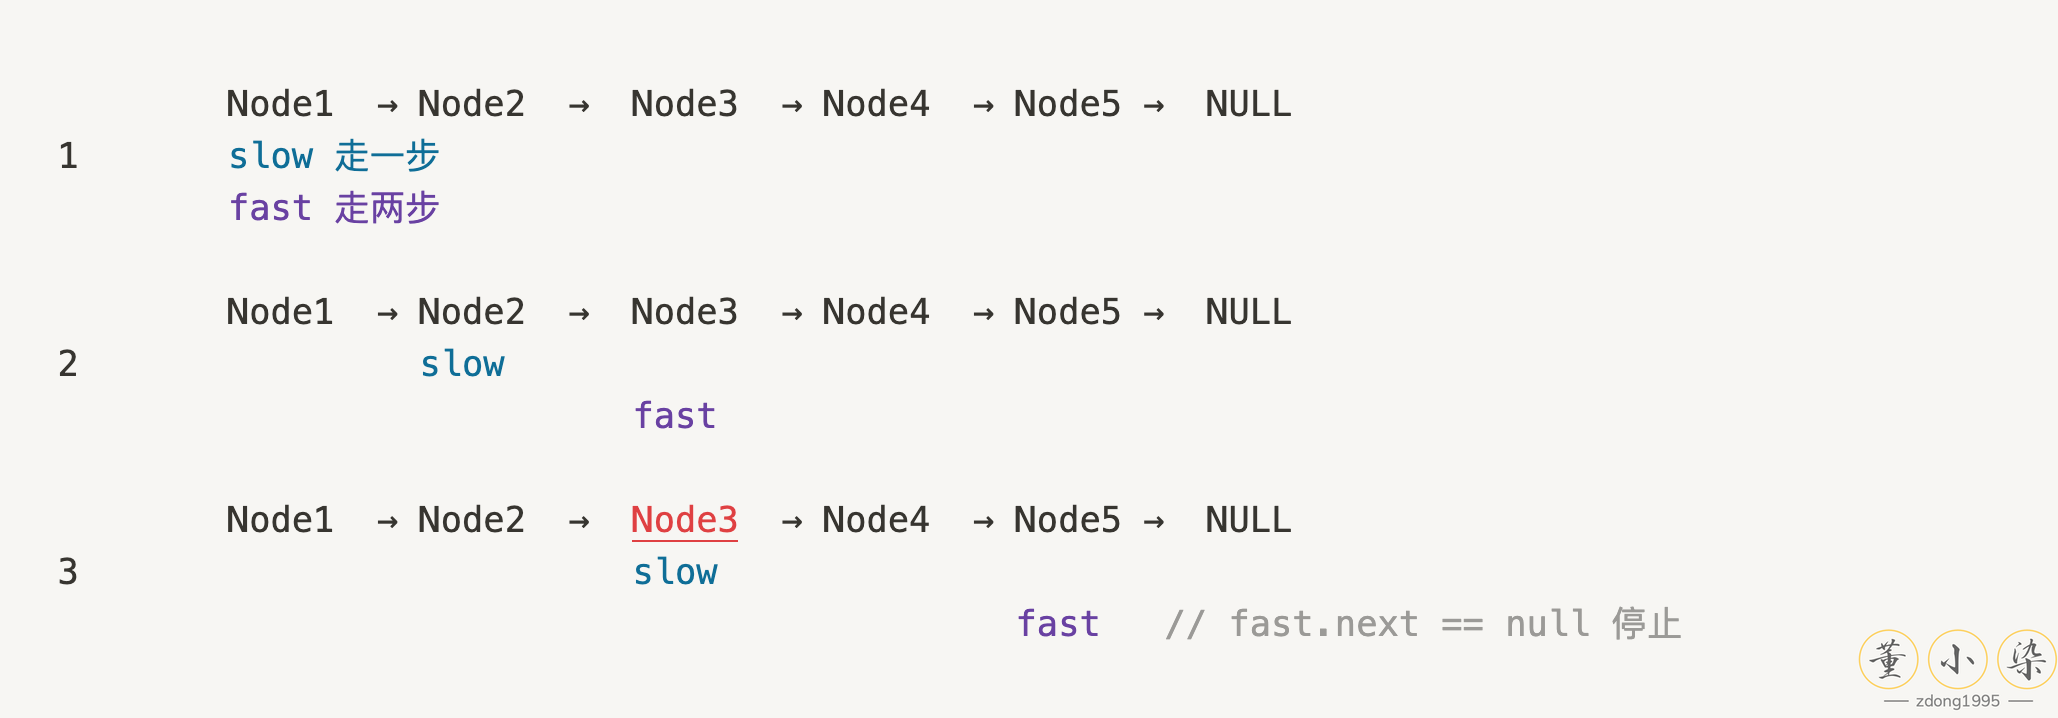 Node1 → Node2 → Node3 → Node4 → Node5 → NULL
1 slow 走一步
fast 走两步
Node1 → Node2 → Node3 → Node4 → Node5 → NULL
2 slow
fast
Node1 → Node2 → Node3 → Node4 → Node5 → NULL
3 slow
fast // fast.next == null 停止
董小染
zdong1995